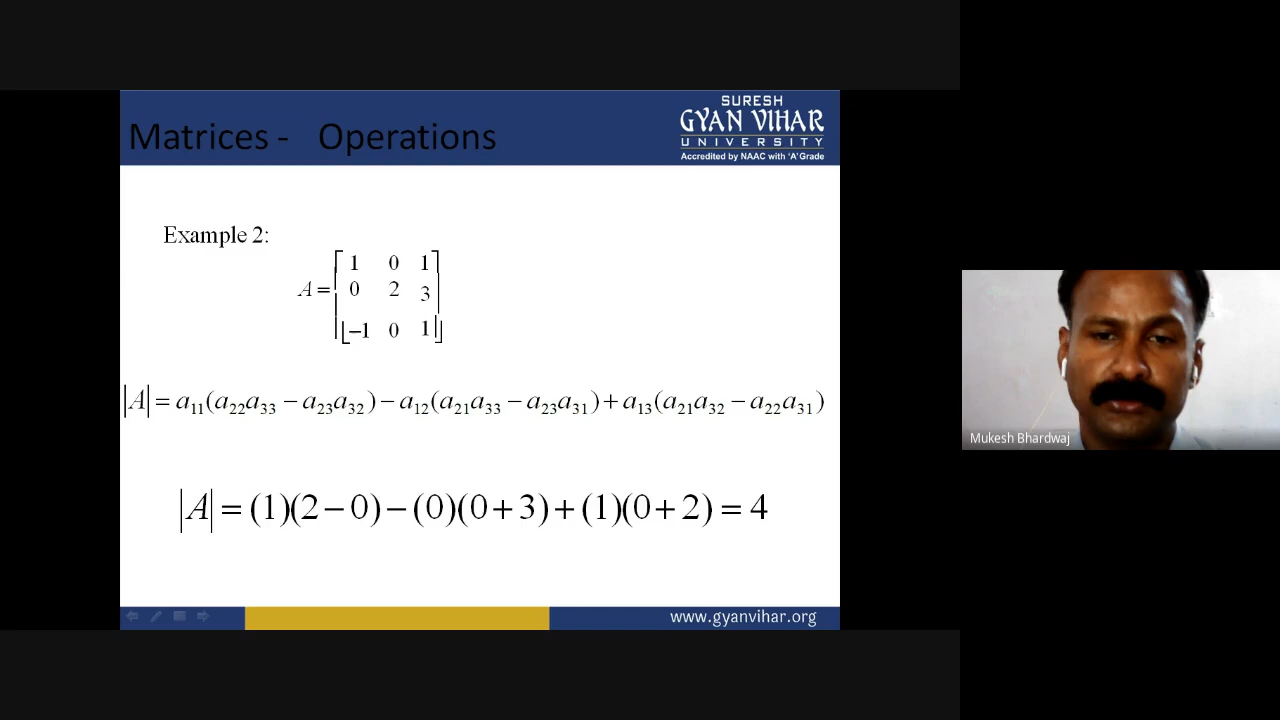 Matrices - Operations
SURESH
GYAN VIHAR
UNIVERSITY
Accredited by NAAC with 'A' Grade
Example 2:
A = [ 1 0 1
0 2 3
−1 0 1 ]
|A| = a₁₁(a₂₂a₃₃ − a₂₃a₃₂) − a₁₂(a₂₁a₃₃ − a₂₃a₃₁) + a₁₃(a₂₁a₃₂ − a₂₂a₃₁)
|A| = (1)(2 − 0) − (0)(0 + 3) + (1)(0 + 2) = 4
www.gyanvihar.org
Mukesh Bhardwaj